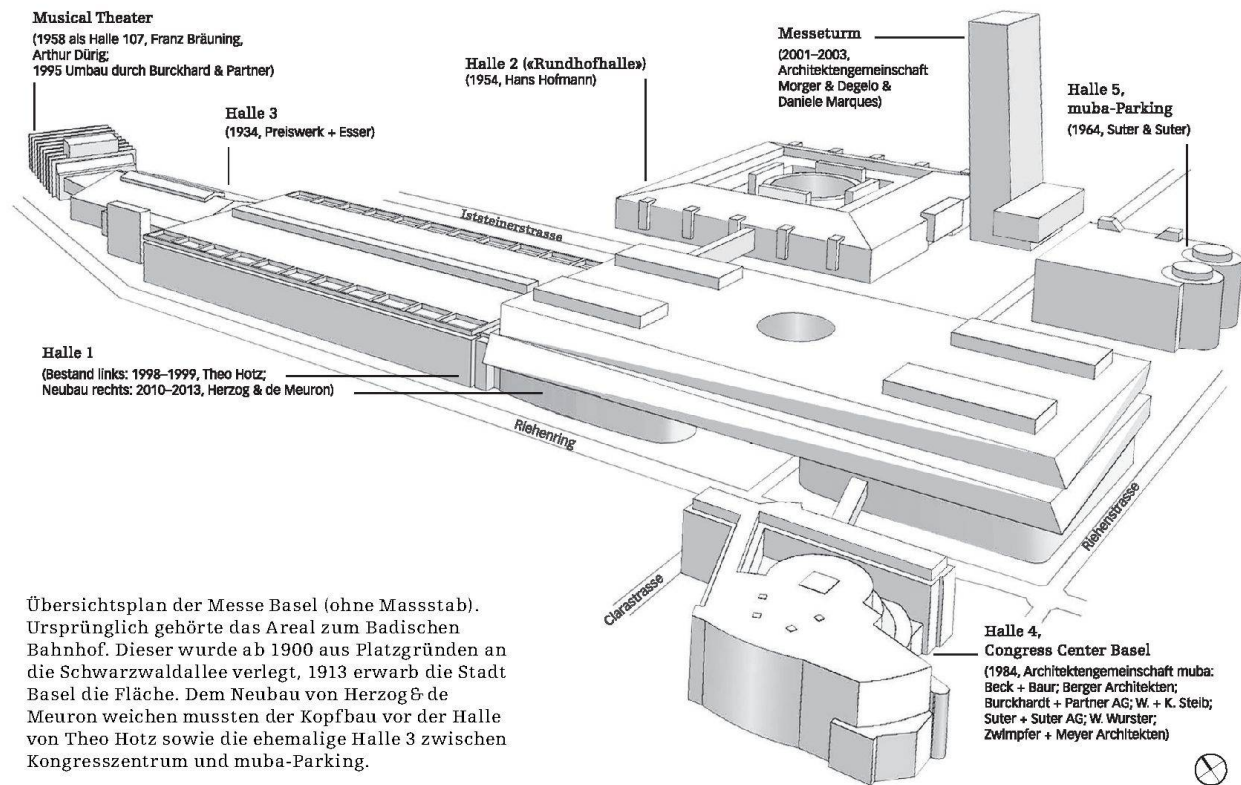 Musical Theater
(1958 als Halle 107, Franz Bräuning,
Arthur Dürig;
1995 Umbau durch Burckhard & Partner)
Halle 3
(1934, Preiswerk + Esser)
Halle 2 («Rundhofhalle»)
(1954, Hans Hofmann)
Messeturm
(2001–2003,
Architektengemeinschaft
Morger & Degelo &
Daniele Marques)
Halle 5,
muba-Parking
(1964, Suter & Suter)
Isteinerstrasse
Halle 1
(Bestand links: 1998–1999, Theo Hotz;
Neubau rechts: 2010–2013, Herzog & de Meuron)
Riehenring
Riehenstrasse
Clarastrasse
Halle 4,
Congress Center Basel
(1984, Architektengemeinschaft muba:
Beck + Baur; Berger Architekten;
Burckhardt + Partner AG; W. + K. Steib;
Suter + Suter AG; W. Wurster;
Zwimpfer + Meyer Architekten)
Übersichtsplan der Messe Basel (ohne Massstab).
Ursprünglich gehörte das Areal zum Badischen
Bahnhof. Dieser wurde ab 1900 aus Platzgründen an
die Schwarzwaldallee verlegt, 1913 erwarb die Stadt
Basel die Fläche. Dem Neubau von Herzog & de
Meuron weichen mussten der Kopfbau vor der Halle
von Theo Hotz sowie die ehemalige Halle 3 zwischen
Kongresszentrum und muba-Parking.